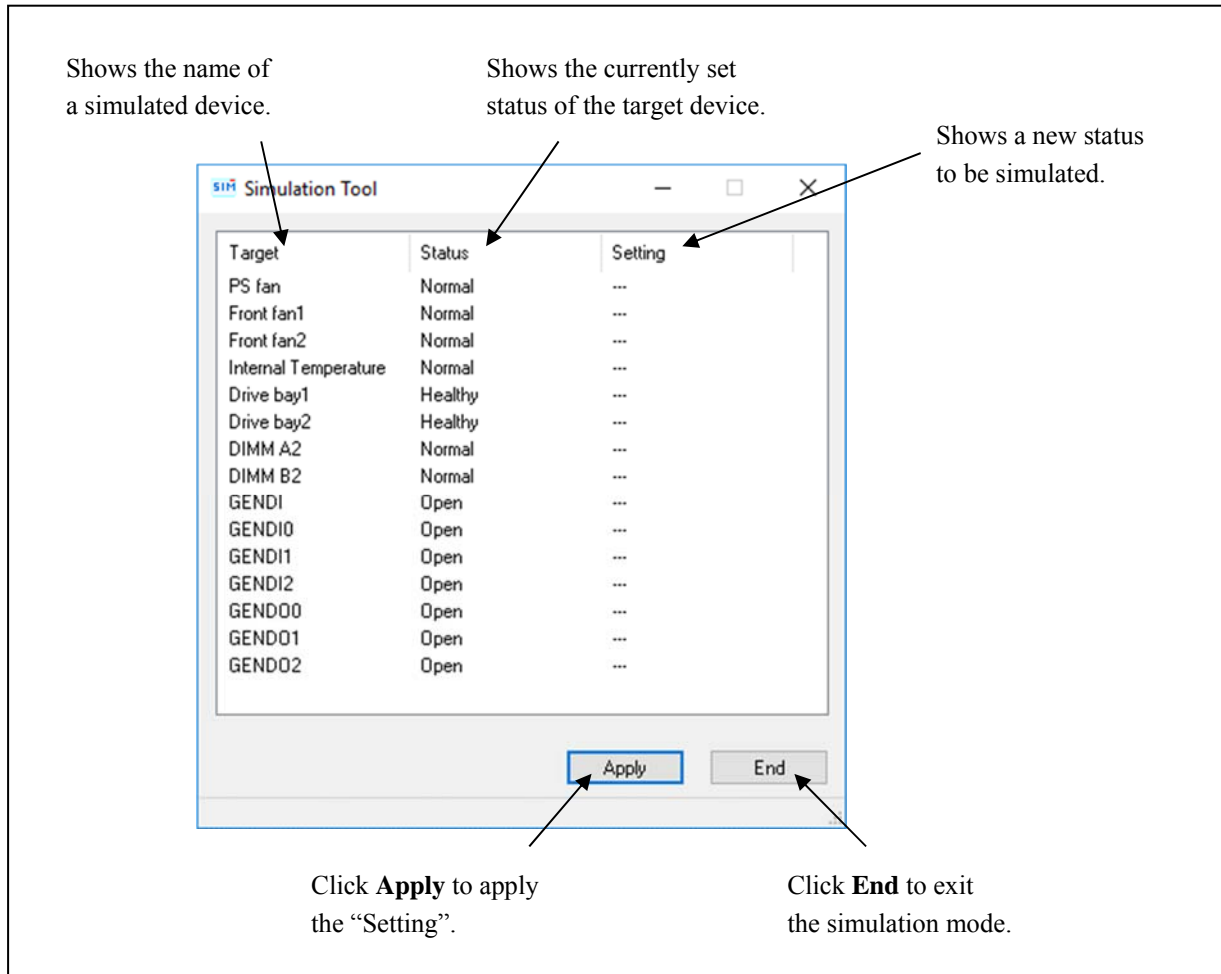 Shows the name of
a simulated device.
Shows the currently set
status of the target device.
Shows a new status
to be simulated.
SIM Simulation Tool
Target Status Setting
PS fan Normal ---
Front fan1 Normal ---
Front fan2 Normal ---
Internal Temperature Normal ---
Drive bay1 Healthy ---
Drive bay2 Healthy ---
DIMM A2 Normal ---
DIMM B2 Normal ---
GENDI Open ---
GENDI0 Open ---
GENDI1 Open ---
GENDI2 Open ---
GENDO0 Open ---
GENDO1 Open ---
GENDO2 Open ---
Apply End
Click Apply to apply
the “Setting”.
Click End to exit
the simulation mode.